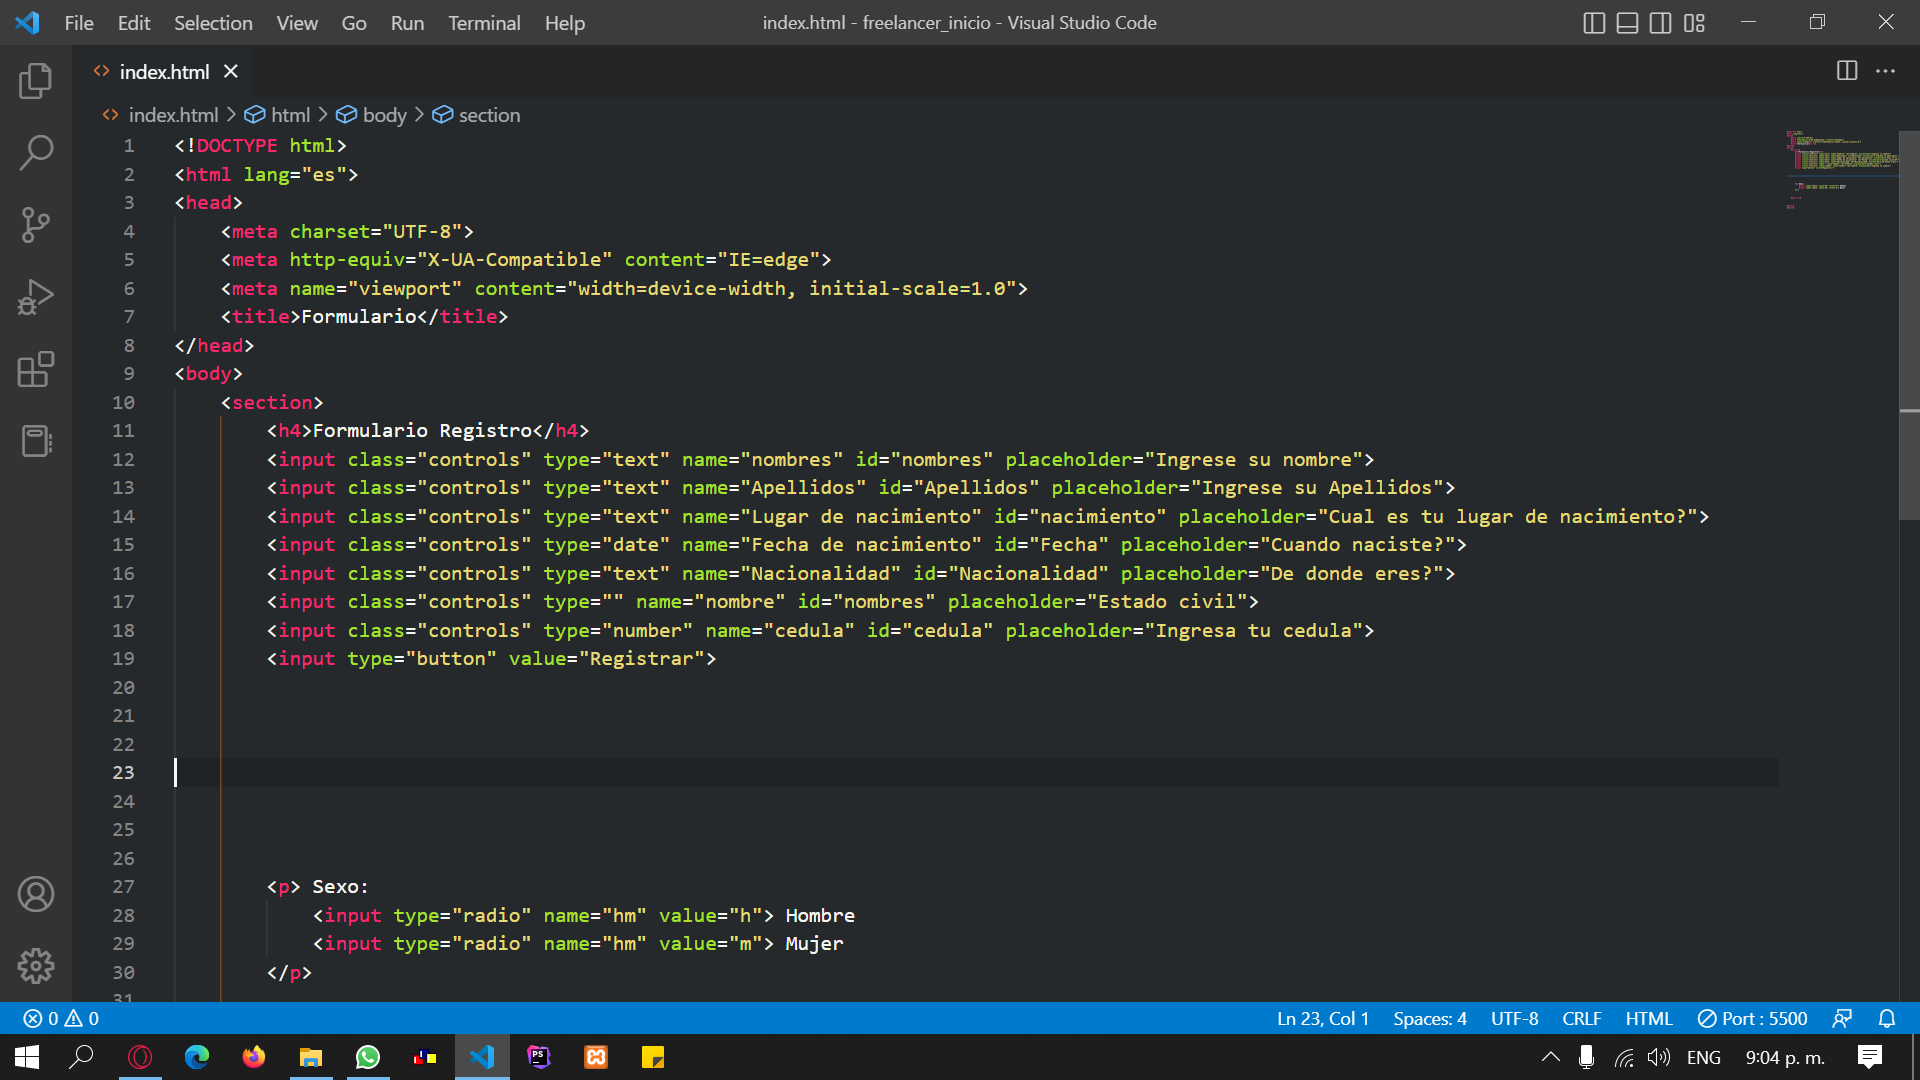 File Edit Selection View Go Run Terminal Help index.html - freelancer_inicio - Visual Studio Code
index.html
index.html > html > body > section
1 <!DOCTYPE html>
2 <html lang="es">
3 <head>
4 <meta charset="UTF-8">
5 <meta http-equiv="X-UA-Compatible" content="IE=edge">
6 <meta name="viewport" content="width=device-width, initial-scale=1.0">
7 <title>Formulario</title>
8 </head>
9 <body>
10 <section>
11 <h4>Formulario Registro</h4>
12 <input class="controls" type="text" name="nombres" id="nombres" placeholder="Ingrese su nombre">
13 <input class="controls" type="text" name="Apellidos" id="Apellidos" placeholder="Ingrese su Apellidos">
14 <input class="controls" type="text" name="Lugar de nacimiento" id="nacimiento" placeholder="Cual es tu lugar de nacimiento?">
15 <input class="controls" type="date" name="Fecha de nacimiento" id="Fecha" placeholder="Cuando naciste?">
16 <input class="controls" type="text" name="Nacionalidad" id="Nacionalidad" placeholder="De donde eres?">
17 <input class="controls" type="" name="nombre" id="nombres" placeholder="Estado civil">
18 <input class="controls" type="number" name="cedula" id="cedula" placeholder="Ingresa tu cedula">
19 <input type="button" value="Registrar">
20
21
22
23
24
25
26
27 <p> Sexo:
28 <input type="radio" name="hm" value="h"> Hombre
29 <input type="radio" name="hm" value="m"> Mujer
30 </p>
31
0 0 Ln 23, Col 1 Spaces: 4 UTF-8 CRLF HTML Port : 5500
PS ENG 9:04 p. m.